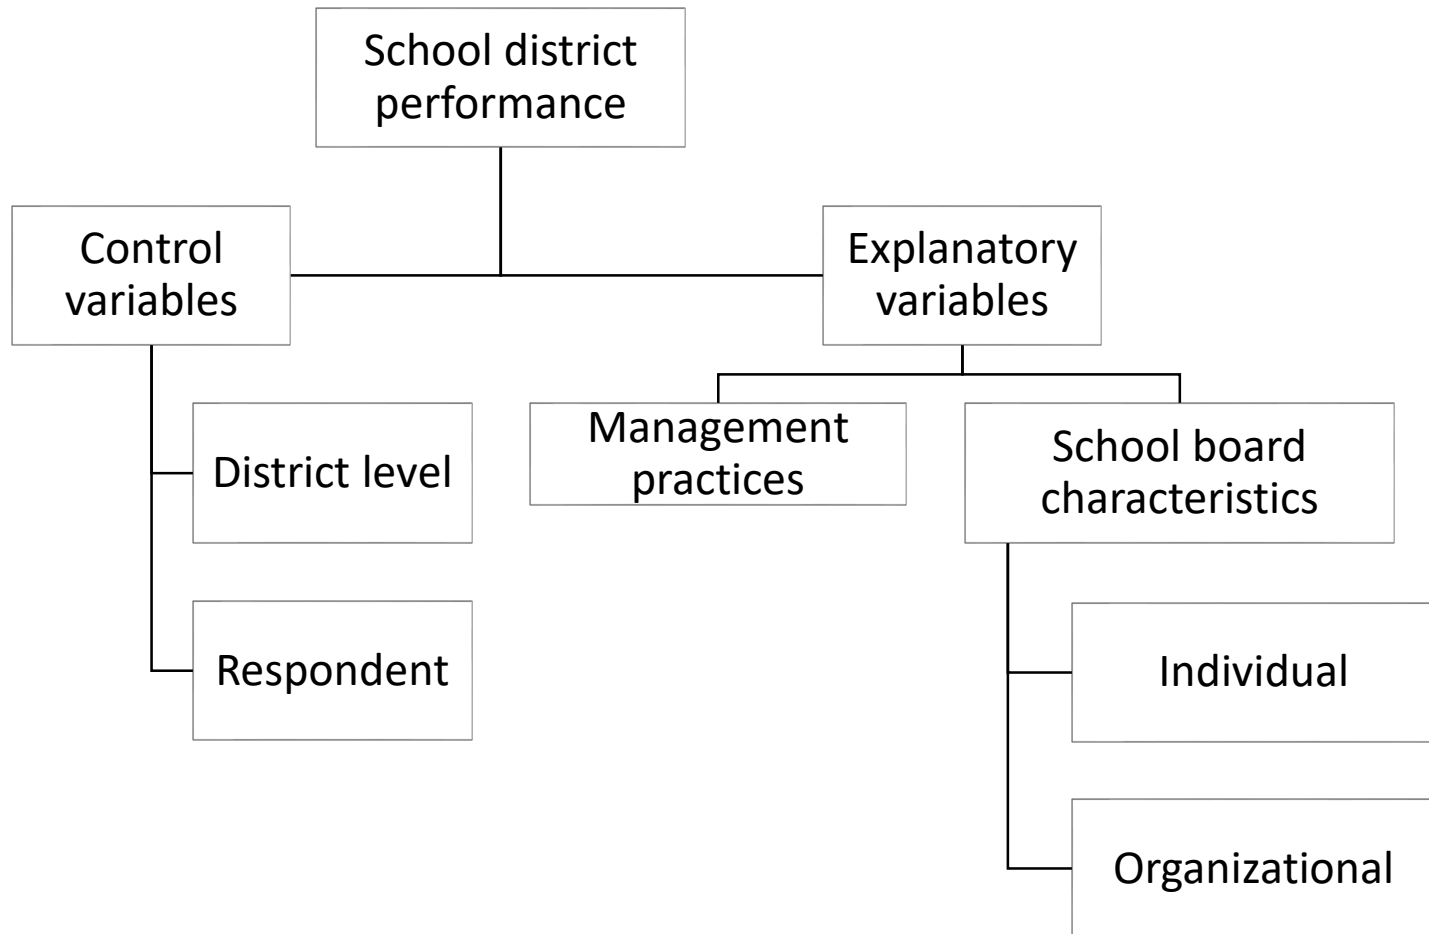 School district
performance
Control
variables
Explanatory
variables
District level
Respondent
Management
practices
School board
characteristics
Individual
Organizational